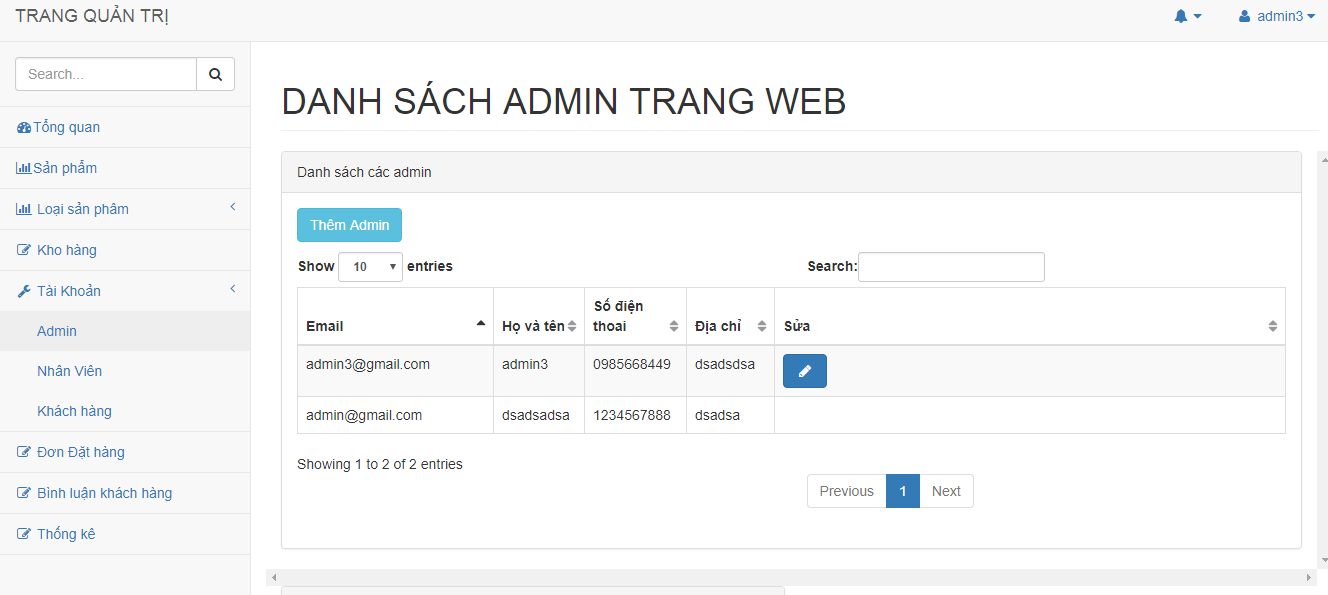 TRANG QUẢN TRỊ
admin3
Search...
Tổng quan
Sản phẩm
Loại sản phâm
Kho hàng
Tài Khoản
Admin
Nhân Viên
Khách hàng
Đơn Đặt hàng
Bình luận khách hàng
Thống kê
DANH SÁCH ADMIN TRANG WEB
Danh sách các admin
Thêm Admin
Show 10 entries
Search:
Email Họ và tên Số điện thoai Địa chỉ Sửa
admin3@gmail.com admin3 0985668449 dsadsdsa
admin@gmail.com dsadsadsa 1234567888 dsadsa
Showing 1 to 2 of 2 entries
Previous 1 Next